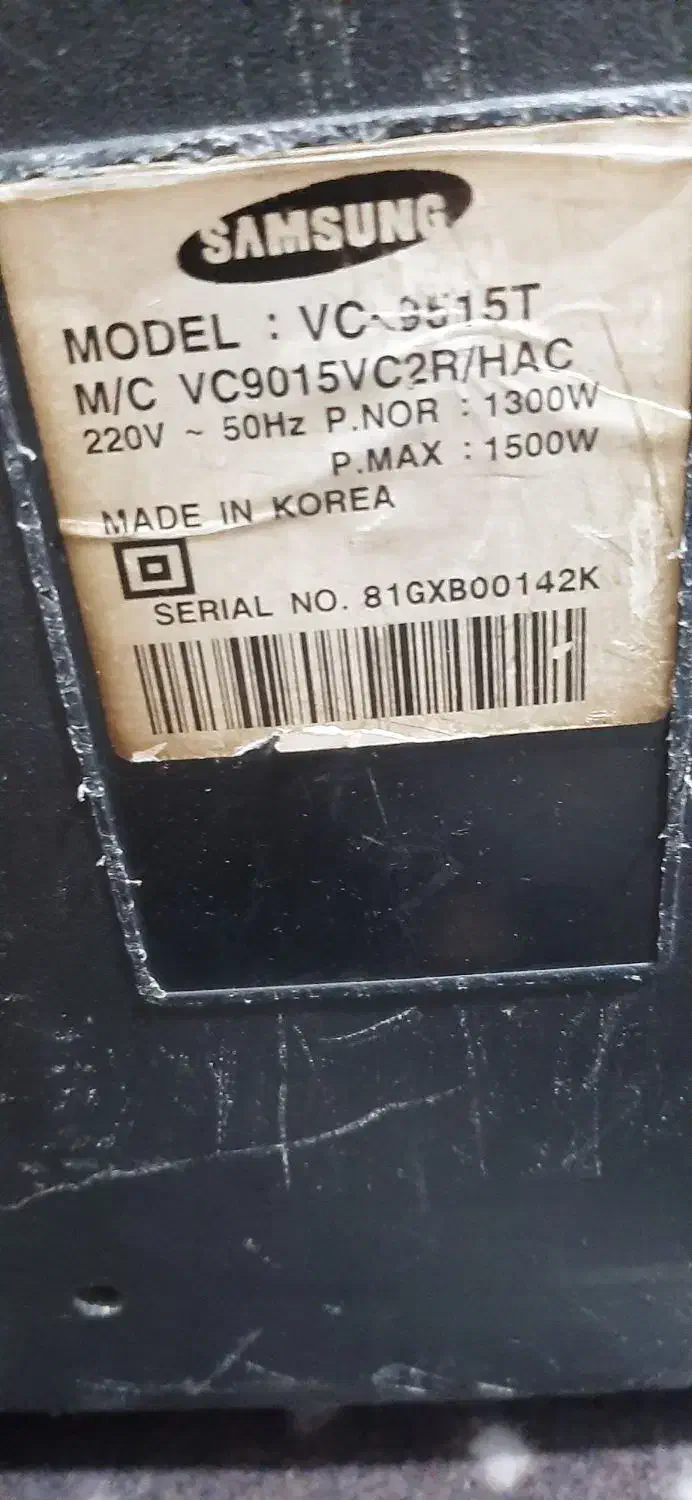 SAMSUNG
MODEL : VC-9515T
M/C VC9015VC2R/HAC
220V ~ 50Hz P.NOR : 1300W
P.MAX : 1500W
MADE IN KOREA
SERIAL NO. 81GXB00142K